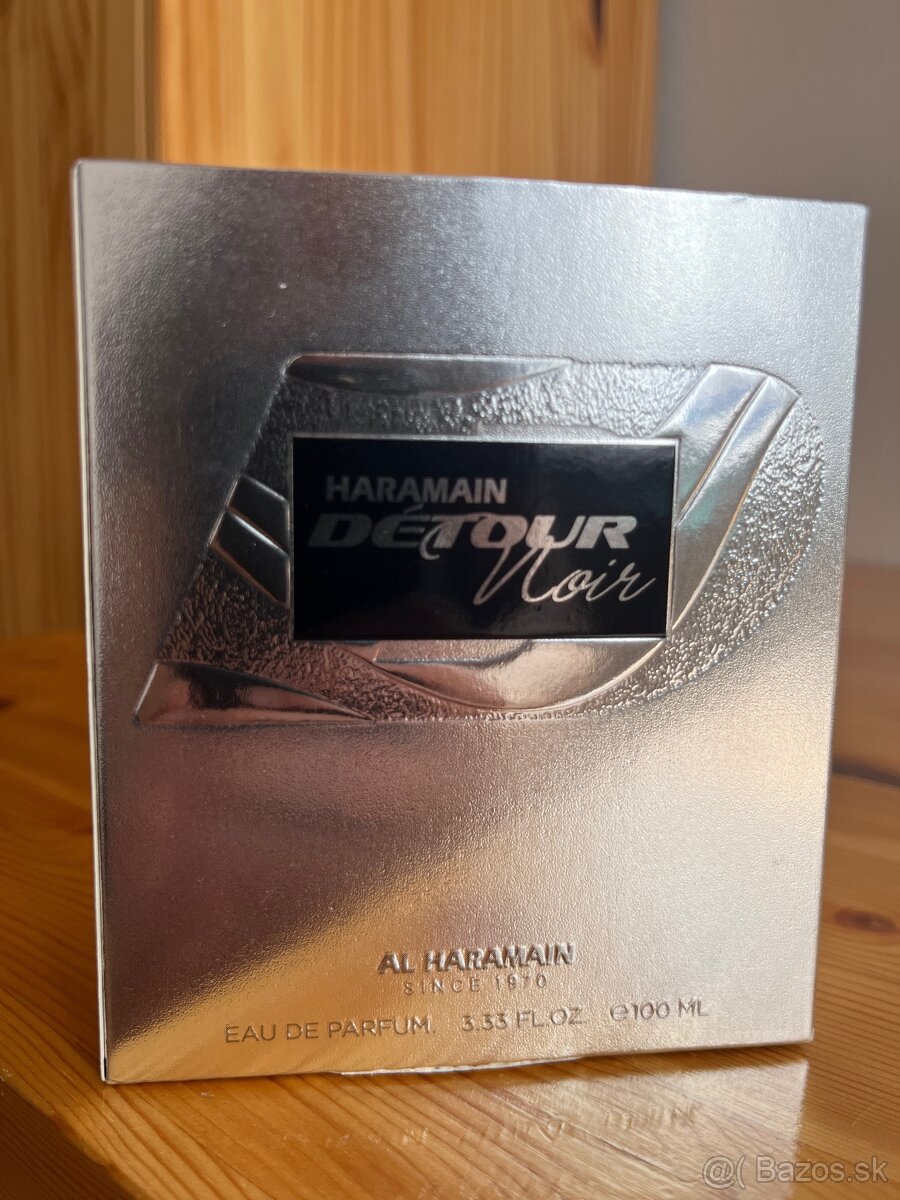 HARAMAIN
DÉTOUR
Noir
AL HARAMAIN
SINCE 1970
EAU DE PARFUM. 3.33 FL.OZ. ℮100 ML
@( Bazos.sk